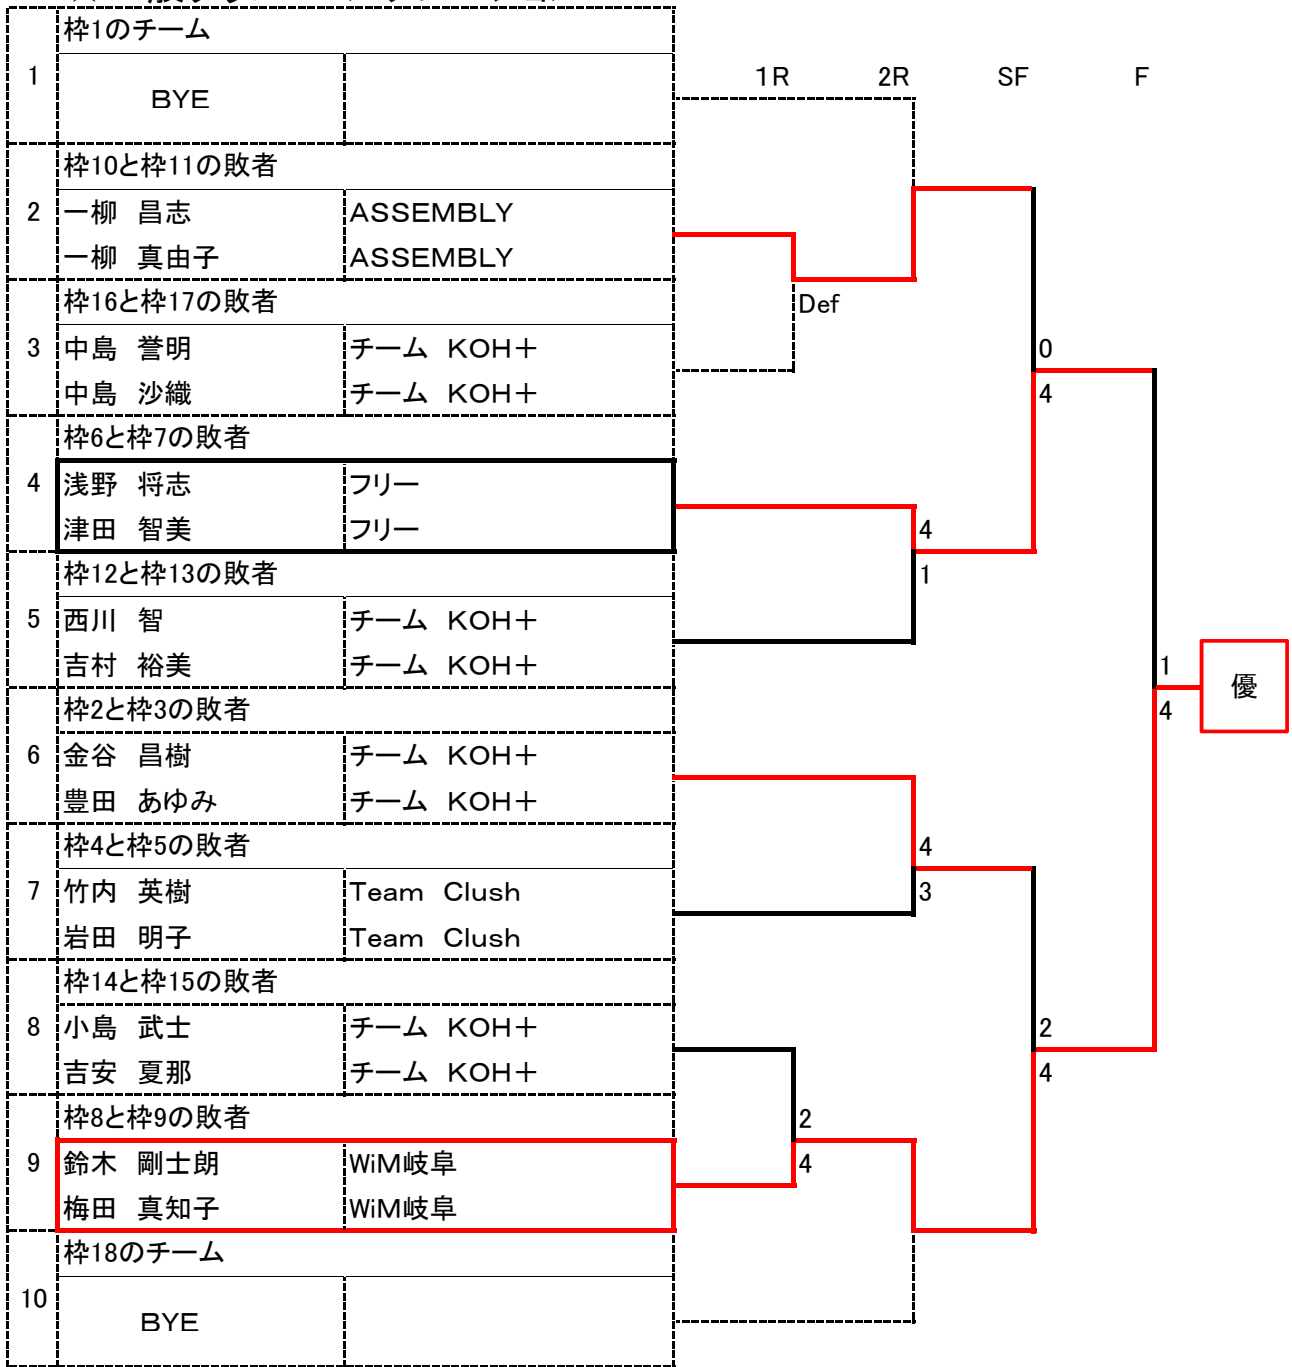 枠1のチーム
1
BYE
1R 2R SF F
枠10と枠11の敗者
2 一柳 昌志 ASSEMBLY
一柳 真由子 ASSEMBLY
枠16と枠17の敗者
Def
3 中島 誉明 チーム KOH＋
0
中島 沙織 チーム KOH＋
4
枠6と枠7の敗者
4 浅野 将志 フリー
津田 智美 フリー
4
枠12と枠13の敗者
1
5 西川 智 チーム KOH＋
吉村 裕美 チーム KOH＋
1
優
枠2と枠3の敗者
4
6 金谷 昌樹 チーム KOH＋
豊田 あゆみ チーム KOH＋
枠4と枠5の敗者
4
7 竹内 英樹 Team Clush
3
岩田 明子 Team Clush
枠14と枠15の敗者
8 小島 武士 チーム KOH＋
2
吉安 夏那 チーム KOH＋
4
枠8と枠9の敗者
2
9 鈴木 剛士朗 WiM岐阜
4
梅田 真知子 WiM岐阜
枠18のチーム
10
BYE